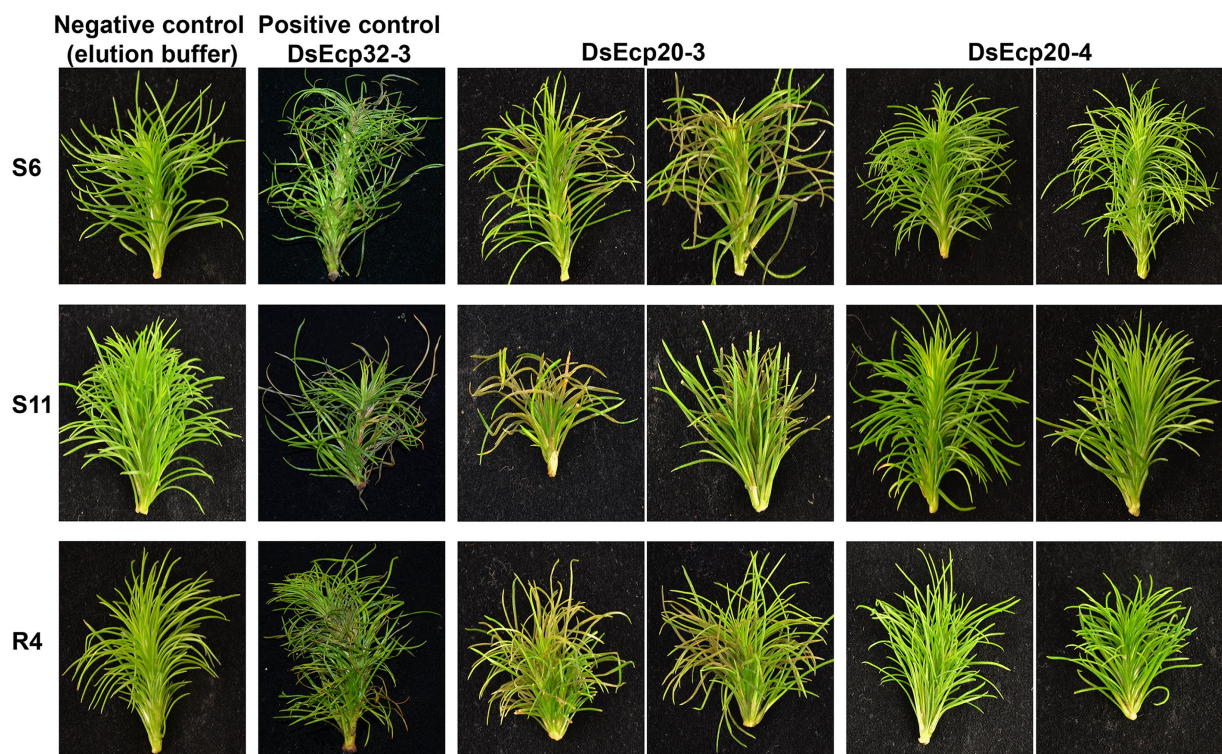 Negative control
(elution buffer)
Positive control
DsEcp32-3
DsEcp20-3
DsEcp20-4
S6
S11
R4